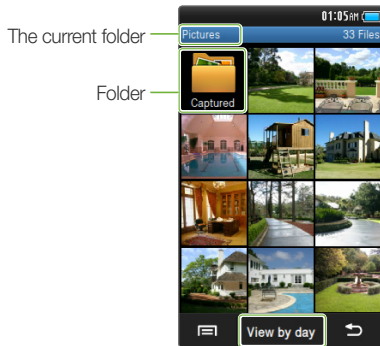 01:05AM
The current folder
Pictures
33 Files
Folder
Captured
View by day